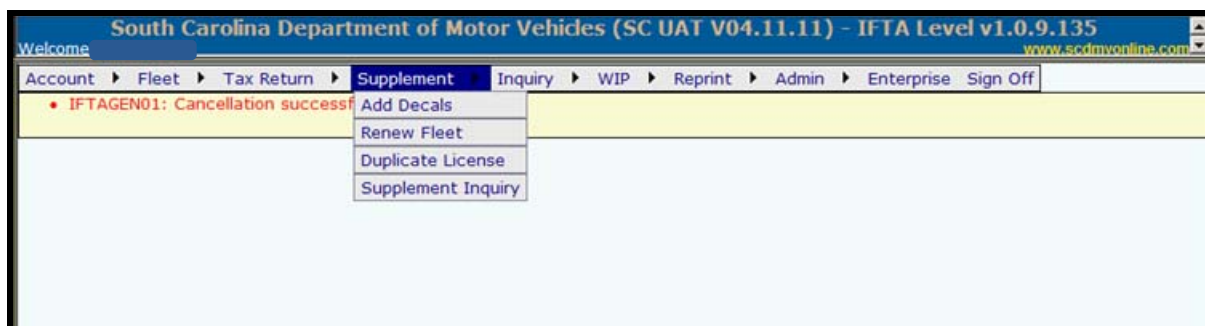 South Carolina Department of Motor Vehicles (SC UAT V04.11.11) - IFTA Level v1.0.9.135
Welcome
www.scdmvonline.com
Account Fleet Tax Return Supplement Inquiry WIP Reprint Admin Enterprise Sign Off
• IFTAGEN01: Cancellation successf
Add Decals
Renew Fleet
Duplicate License
Supplement Inquiry